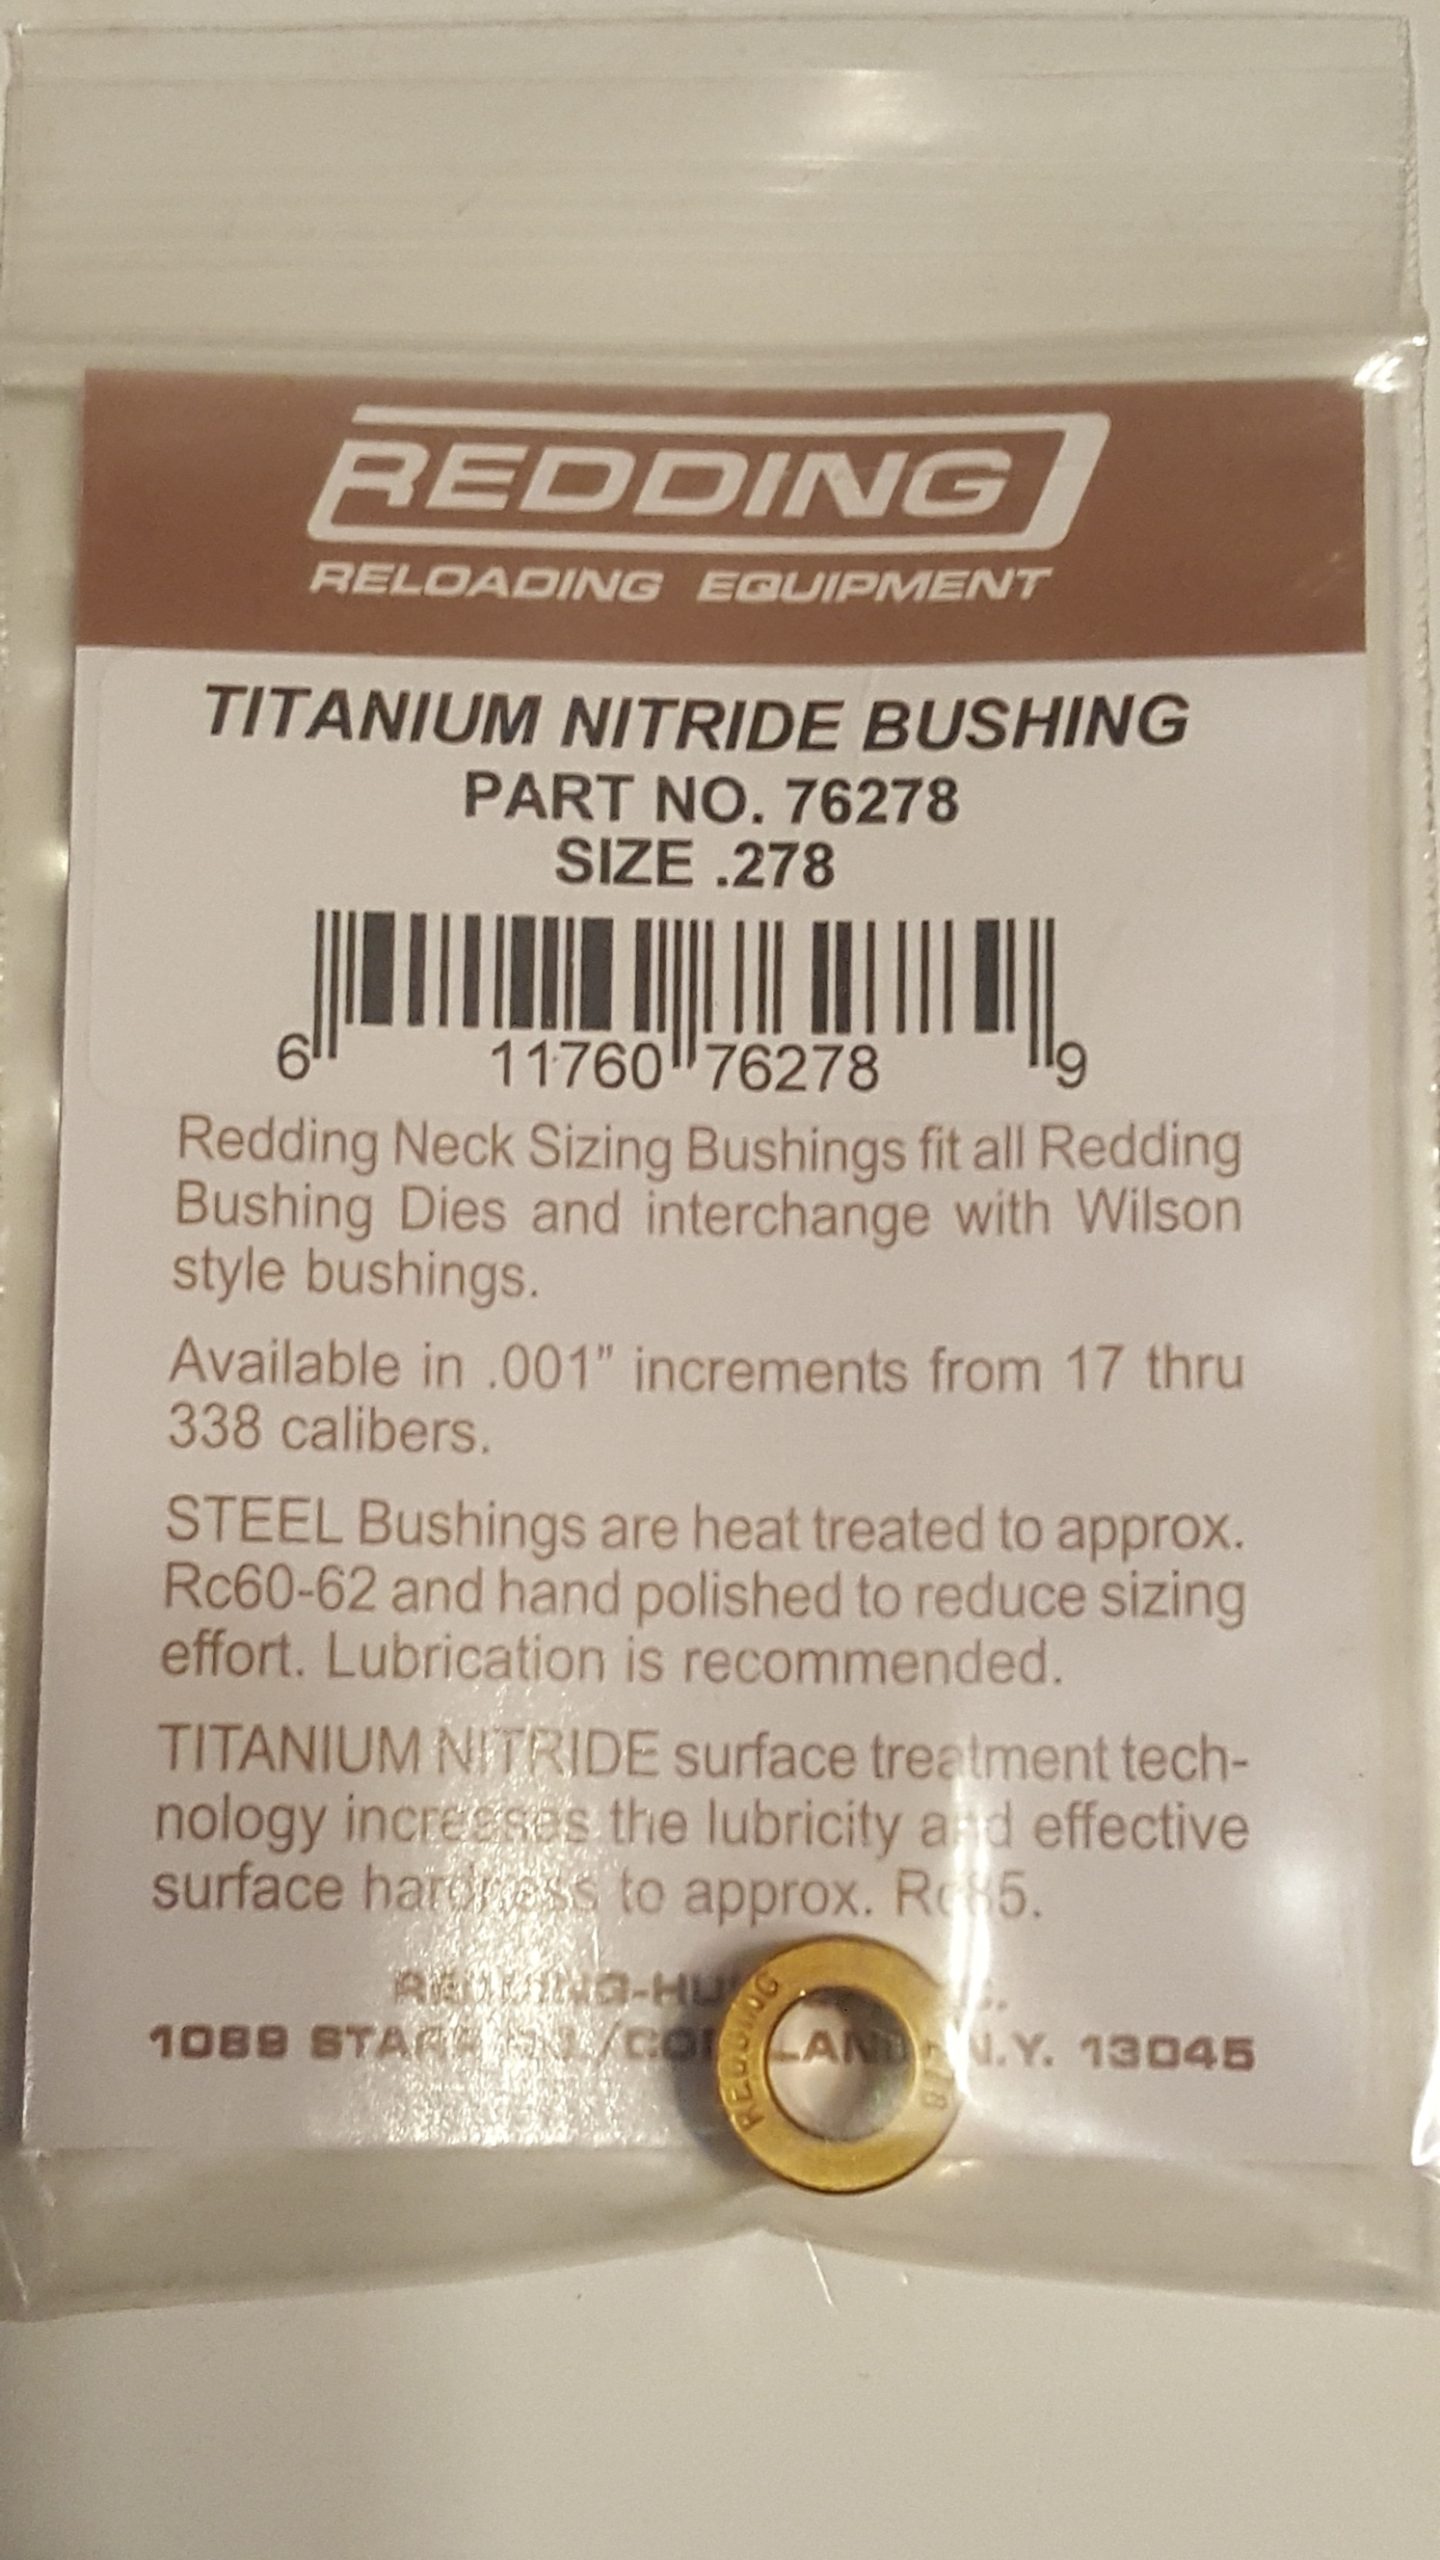 REDDING
RELOADING EQUIPMENT
TITANIUM NITRIDE BUSHING
PART NO. 76278
SIZE .278
6 11760 76278 9
Redding Neck Sizing Bushings fit all Redding
Bushing Dies and interchange with Wilson
style bushings.
Available in .001" increments from 17 thru
338 calibers.
STEEL Bushings are heat treated to approx.
Rc60-62 and hand polished to reduce sizing
effort. Lubrication is recommended.
TITANIUM NITRIDE surface treatment tech-
nology increases the lubricity and effective
surface hardness to approx.
1089 N.Y. 13045
REDDING